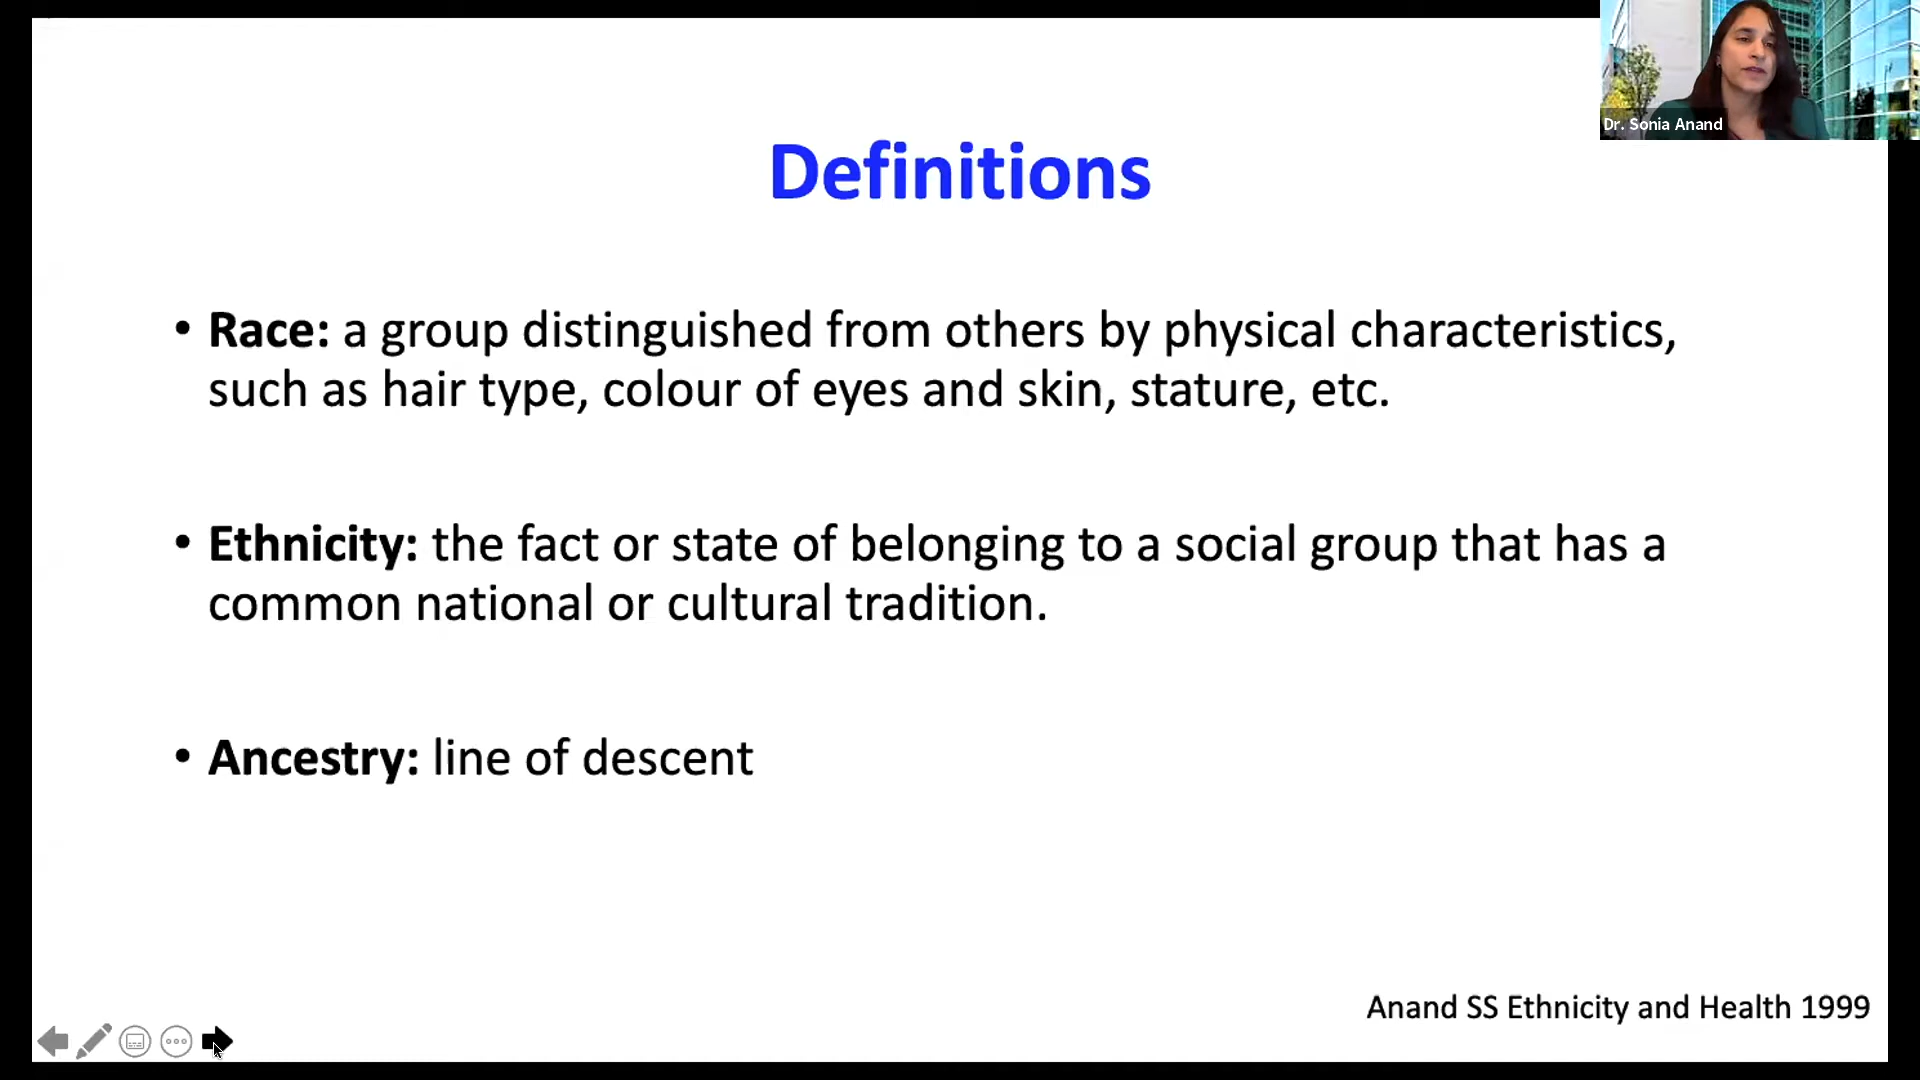 Dr. Sonia Anand
Definitions
• Race: a group distinguished from others by physical characteristics,
such as hair type, colour of eyes and skin, stature, etc.
• Ethnicity: the fact or state of belonging to a social group that has a
common national or cultural tradition.
• Ancestry: line of descent
Anand SS Ethnicity and Health 1999